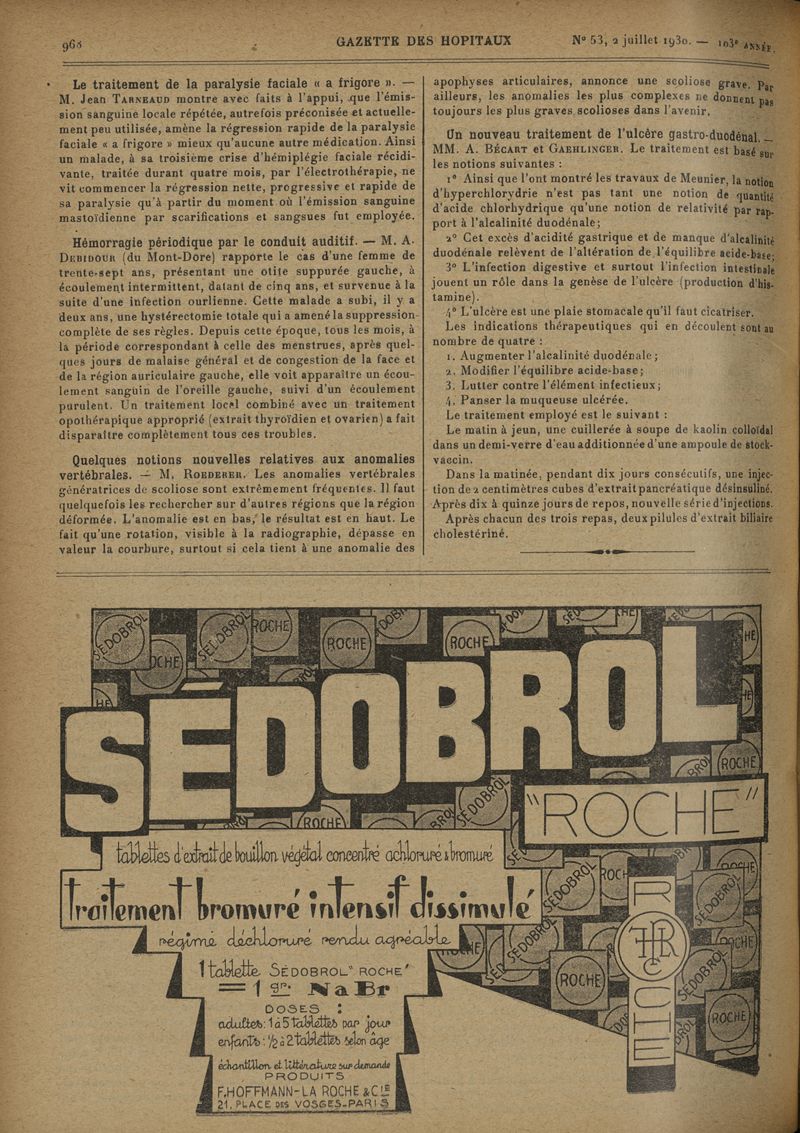 968
GAZETTE DES HOPITAUX
N° 53, 2 juillet 1930. — 103e ANNÉE.
Le traitement de la paralysie faciale « a frigore ». —
M. Jean TARNEAUD montre avec faits à l'appui, que l'émis-
sion sanguine locale répétée, autrefois préconisée et actuelle-
ment peu utilisée, amène la régression rapide de la paralysie
faciale « a frigore » mieux qu'aucune autre médication. Ainsi
un malade, à sa troisième crise d'hémiplégie faciale récidi-
vante, traitée durant quatre mois, par l'électrothérapie, ne
vit commencer la régression nette, progressive et rapide de
sa paralysie qu'à partir du moment où l'émission sanguine
mastoïdienne par scarifications et sangsues fut employée.
Hémorragie périodique par le conduit auditif. — M. A.
DEBIDOUR (du Mont-Dore) rapporte le cas d'une femme de
trente-sept ans, présentant une otite suppurée gauche, à
écoulement intermittent, datant de cinq ans, et survenue à la
suite d'une infection ourlienne. Cette malade a subi, il y a
deux ans, une hystérectomie totale qui a amené la suppression
complète de ses règles. Depuis cette époque, tous les mois, à
la période correspondant à celle des menstrues, après quel-
ques jours de malaise général et de congestion de la face et
de la région auriculaire gauche, elle voit apparaître un écou-
lement sanguin de l'oreille gauche, suivi d'un écoulement
purulent. Un traitement local combiné avec un traitement
opothérapique approprié (extrait thyroïdien et ovarien) a fait
disparaître complètement tous ces troubles.
Quelques notions nouvelles relatives aux anomalies
vertébrales. — M. ROEDERER. Les anomalies vertébrales
génératrices de scoliose sont extrêmement fréquentes. Il faut
quelquefois les rechercher sur d'autres régions que la région
déformée. L'anomalie est en bas, le résultat est en haut. Le
fait qu'une rotation, visible à la radiographie, dépasse en
valeur la courbure, surtout si cela tient à une anomalie des
apophyses articulaires, annonce une scoliose grave. Par
ailleurs, les anomalies les plus complexes ne donnent pas
toujours les plus graves scolioses dans l'avenir.
Un nouveau traitement de l'ulcère gastro-duodénal. —
MM. A. BÉCART et GAEHLINGER. Le traitement est basé sur
les notions suivantes :
1° Ainsi que l'ont montré les travaux de Meunier, la notion
d'hyperchlorydrie n'est pas tant une notion de quantité
d'acide chlorhydrique qu'une notion de relativité par rap-
port à l'alcalinité duodénale;
2° Cet excès d'acidité gastrique et de manque d'alcalinité
duodénale relèvent de l'altération de l'équilibre acide-base;
3° L'infection digestive et surtout l'infection intestinale
jouent un rôle dans la genèse de l'ulcère (production d'his-
tamine).
4° L'ulcère est une plaie stomacale qu'il faut cicatriser.
Les indications thérapeutiques qui en découlent sont au
nombre de quatre :
1. Augmenter l'alcalinité duodénale;
2. Modifier l'équilibre acide-base;
3. Lutter contre l'élément infectieux;
4. Panser la muqueuse ulcérée.
Le traitement employé est le suivant :
Le matin à jeun, une cuillerée à soupe de kaolin colloïdal
dans un demi-verre d'eau additionnée d'une ampoule de stock-
vaccin.
Dans la matinée, pendant dix jours consécutifs, une injec-
tion de 2 centimètres cubes d'extrait pancréatique désinsuliné.
Après dix à quinze jours de repos, nouvelle série d'injections.
Après chacun des trois repas, deux pilules d'extrait biliaire
cholestériné.
SÉDOBROL
"ROCHE"
tablettes d'extrait de bouillon végétal concentré achloruré & bromuré
traitement bromuré intensif dissimulé
régime déchloruré rendu agréable
1 tablette SÉDOBROL "ROCHE"
= 1 gr. NaBr
DOSES :
adultes: 1 à 5 tablettes par jour
enfants: 1/2 à 2 tablettes selon âge
échantillon et littérature sur demande
PRODUITS
F. HOFFMANN-LA ROCHE & Cie
21, PLACE DES VOSGES-PARIS
ROCHE